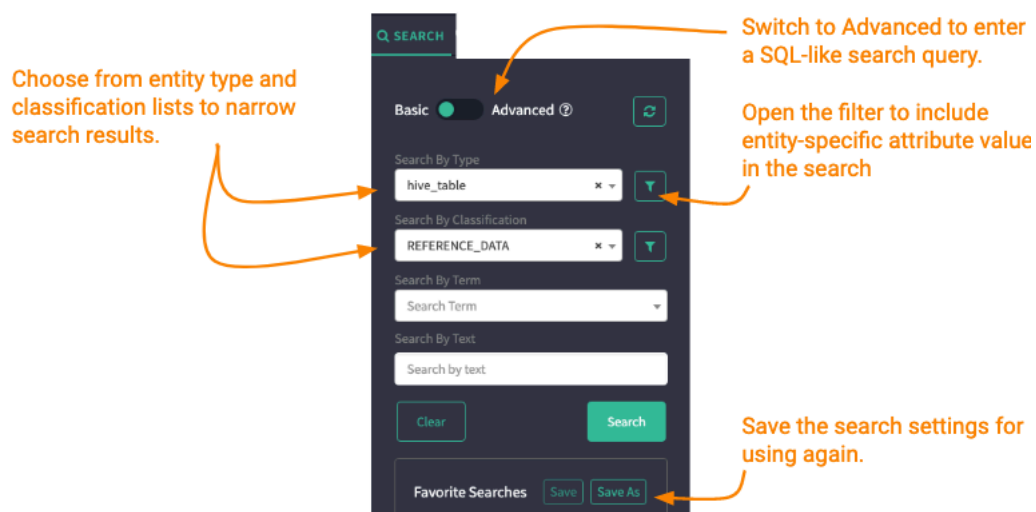 SEARCH
Switch to Advanced to enter
a SQL-like search query.
Choose from entity type and
classification lists to narrow
search results.
Basic Advanced ?
Open the filter to include
entity-specific attribute value
in the search
Search By Type
hive_table
Search By Classification
REFERENCE_DATA
Search By Term
Search Term
Search By Text
Search by text
Clear Search
Save the search settings for
using again.
Favorite Searches Save Save As